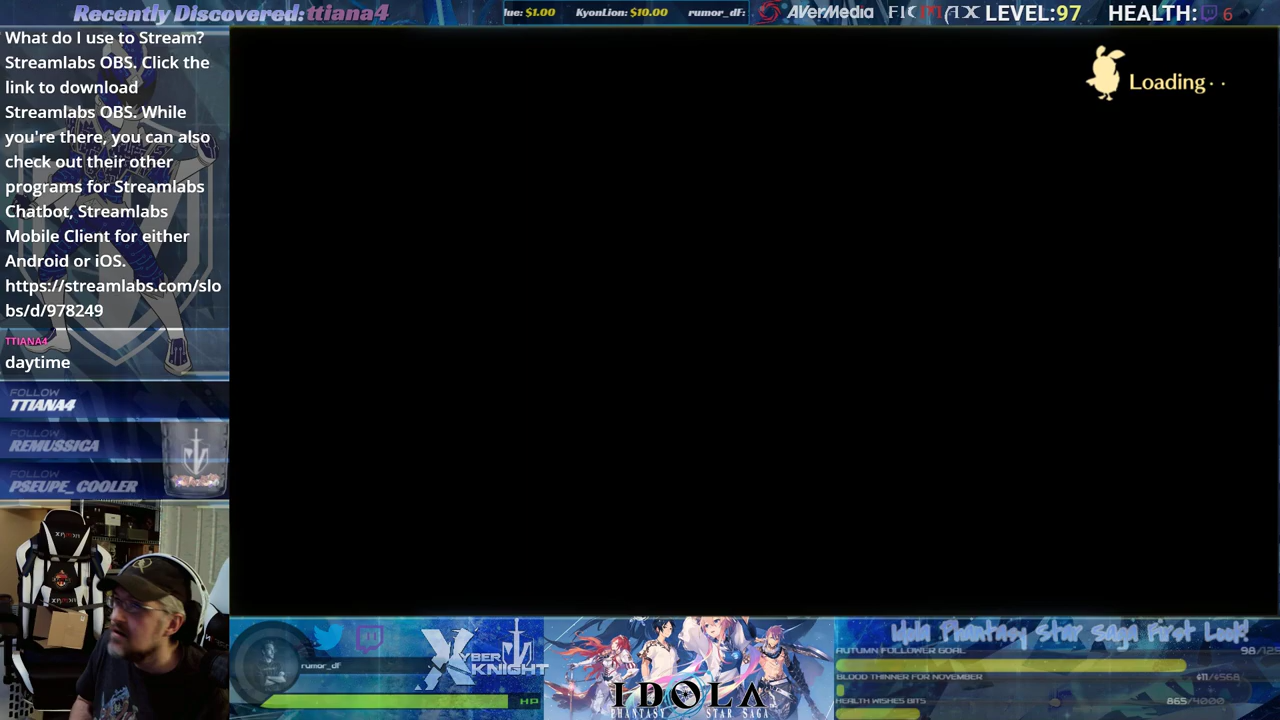 Recently Discovered: ttiana4
lue: $1.00 KyonLion: $10.00 rumor_dF:
AVerMedia
LEVEL:97
HEALTH: 6
Loading· ·
What do I use to Stream?
Streamlabs OBS. Click the
link to download
Streamlabs OBS. While
you're there, you can also
check out their other
programs for Streamlabs
Chatbot, Streamlabs
Mobile Client for either
Android or iOS.
https://streamlabs.com/slo
bs/d/978249
TTIANA4
daytime
FOLLOW
TTIANA4
FOLLOW
REMUSSICA
FOLLOW
PSEUPE_COOLER
rumor_dF
HP
XYBER
KNIGHT
IDOLA
PHANTASY STAR SAGA
Idola Phantasy Star Saga First Look!
AUTUMN FOLLOWER GOAL 98/125
BLOOD THINNER FOR NOVEMBER $11/$568
HEALTH WISHES BITS 865/4000